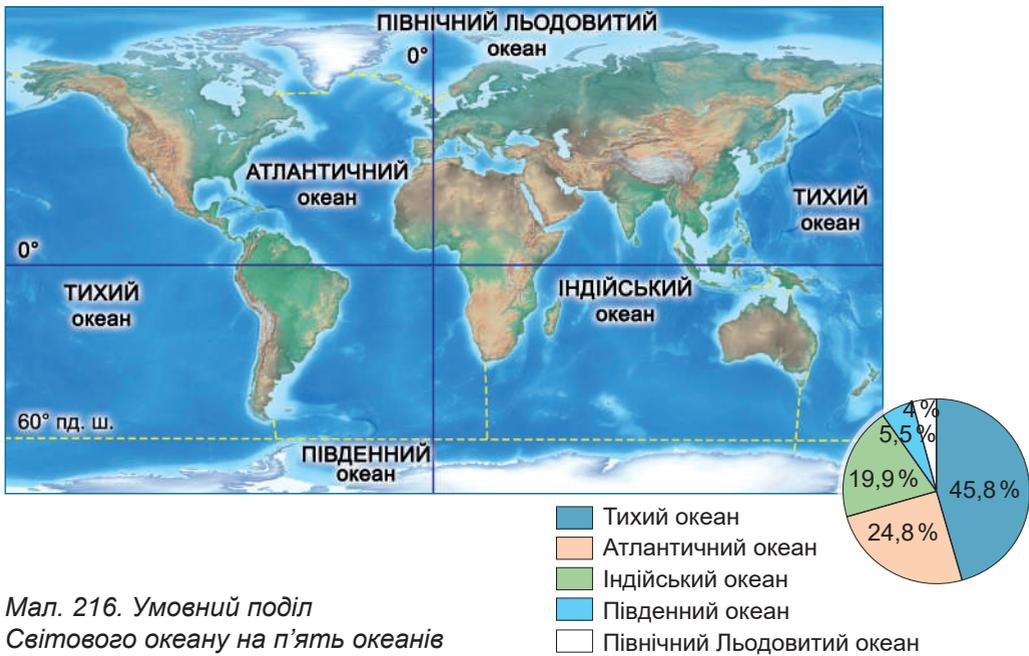 ПІВНІЧНИЙ ЛЬОДОВИТИЙ
океан
0°
АТЛАНТИЧНИЙ
океан
ТИХИЙ
океан
0°
ТИХИЙ
океан
ІНДІЙСЬКИЙ
океан
60° пд. ш.
ПІВДЕННИЙ
океан
4 %
5,5 %
19,9 %
45,8 %
24,8 %
Тихий океан
Атлантичний океан
Індійський океан
Південний океан
Північний Льодовитий океан
Мал. 216. Умовний поділ
Світового океану на п’ять океанів